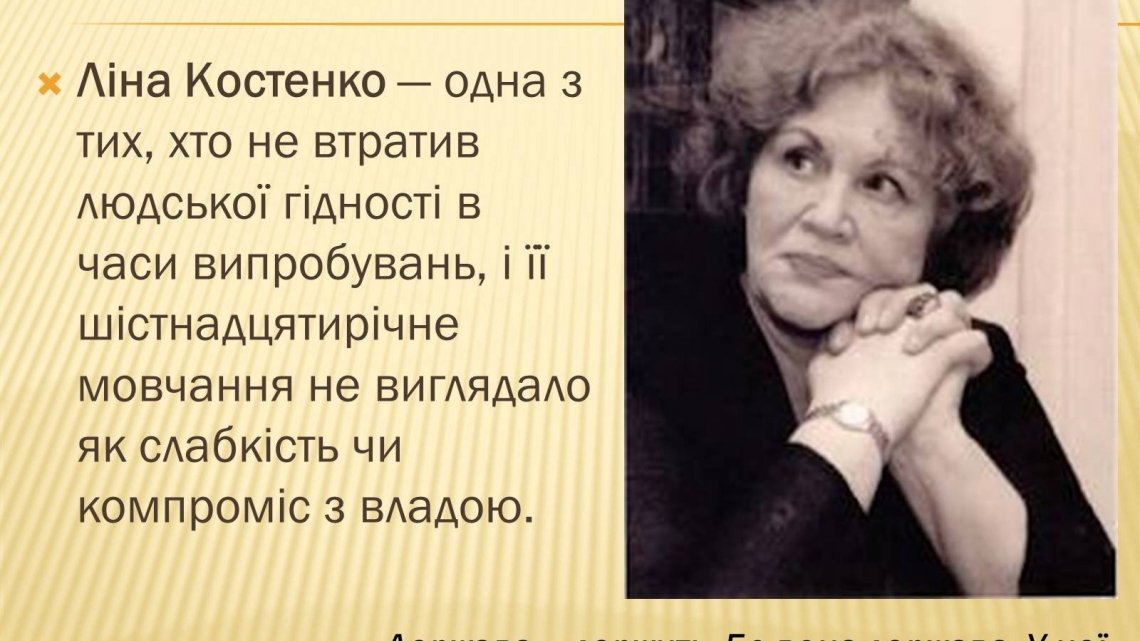 Ліна Костенко — одна з
тих, хто не втратив
людської гідності в
часи випробувань, і її
шістнадцятирічне
мовчання не виглядало
як слабкість чи
компроміс з владою.